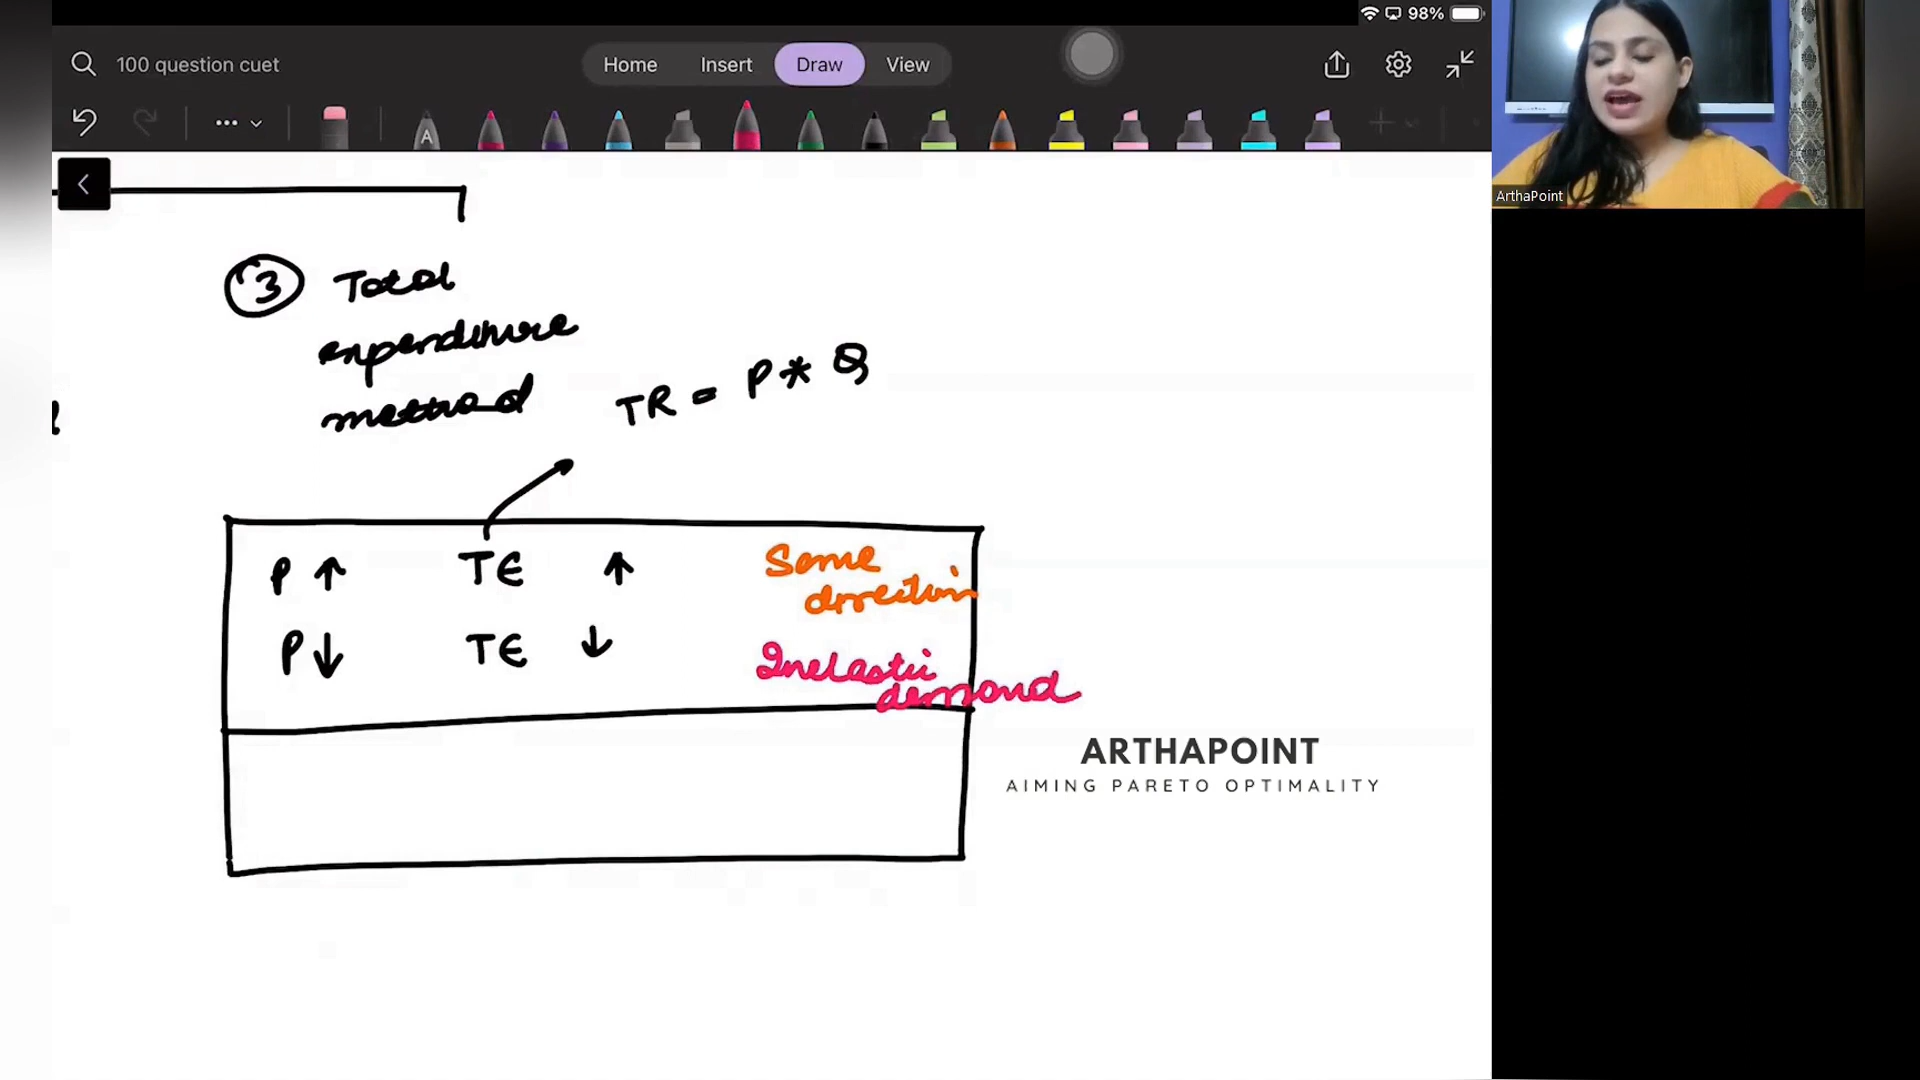 98%
100 question cuet
Home Insert Draw View
A
ArthaPoint
3 Total
expenditure
method
TR = P * Q
P ↑ TE ↑ Same
direction
P ↓ TE ↓ Inelastic
demand
ARTHAPOINT
AIMING PARETO OPTIMALITY